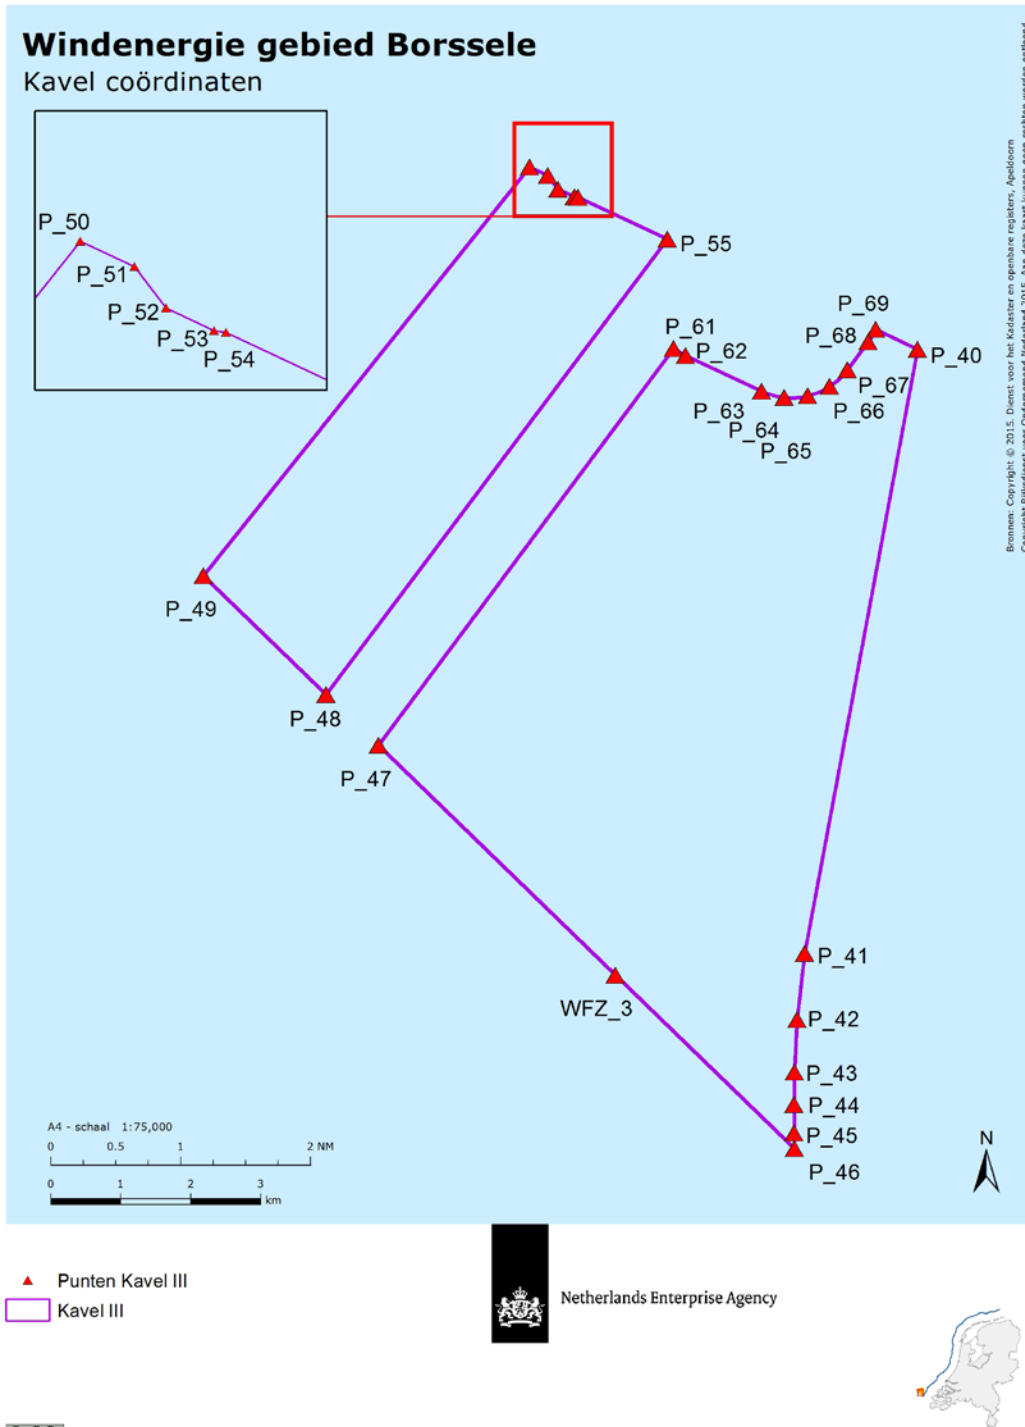 Windenergie gebied Borssele
Kavel coördinaten
P_50
P_51
P_52
P_53
P_54
P_55
P_69
P_61
P_68
P_62
P_40
P_67
P_63
P_66
P_64
P_65
P_49
P_48
P_47
P_41
WFZ_3
P_42
P_43
P_44
P_45
P_46
A4 - schaal 1:75,000
0 0.5 1 2 NM
0 1 2 3 km
N
Bronnen: Copyright © 2015, Dienst voor het Kadaster en openbare registers, Apeldoorn
Punten Kavel III
Kavel III
Netherlands Enterprise Agency